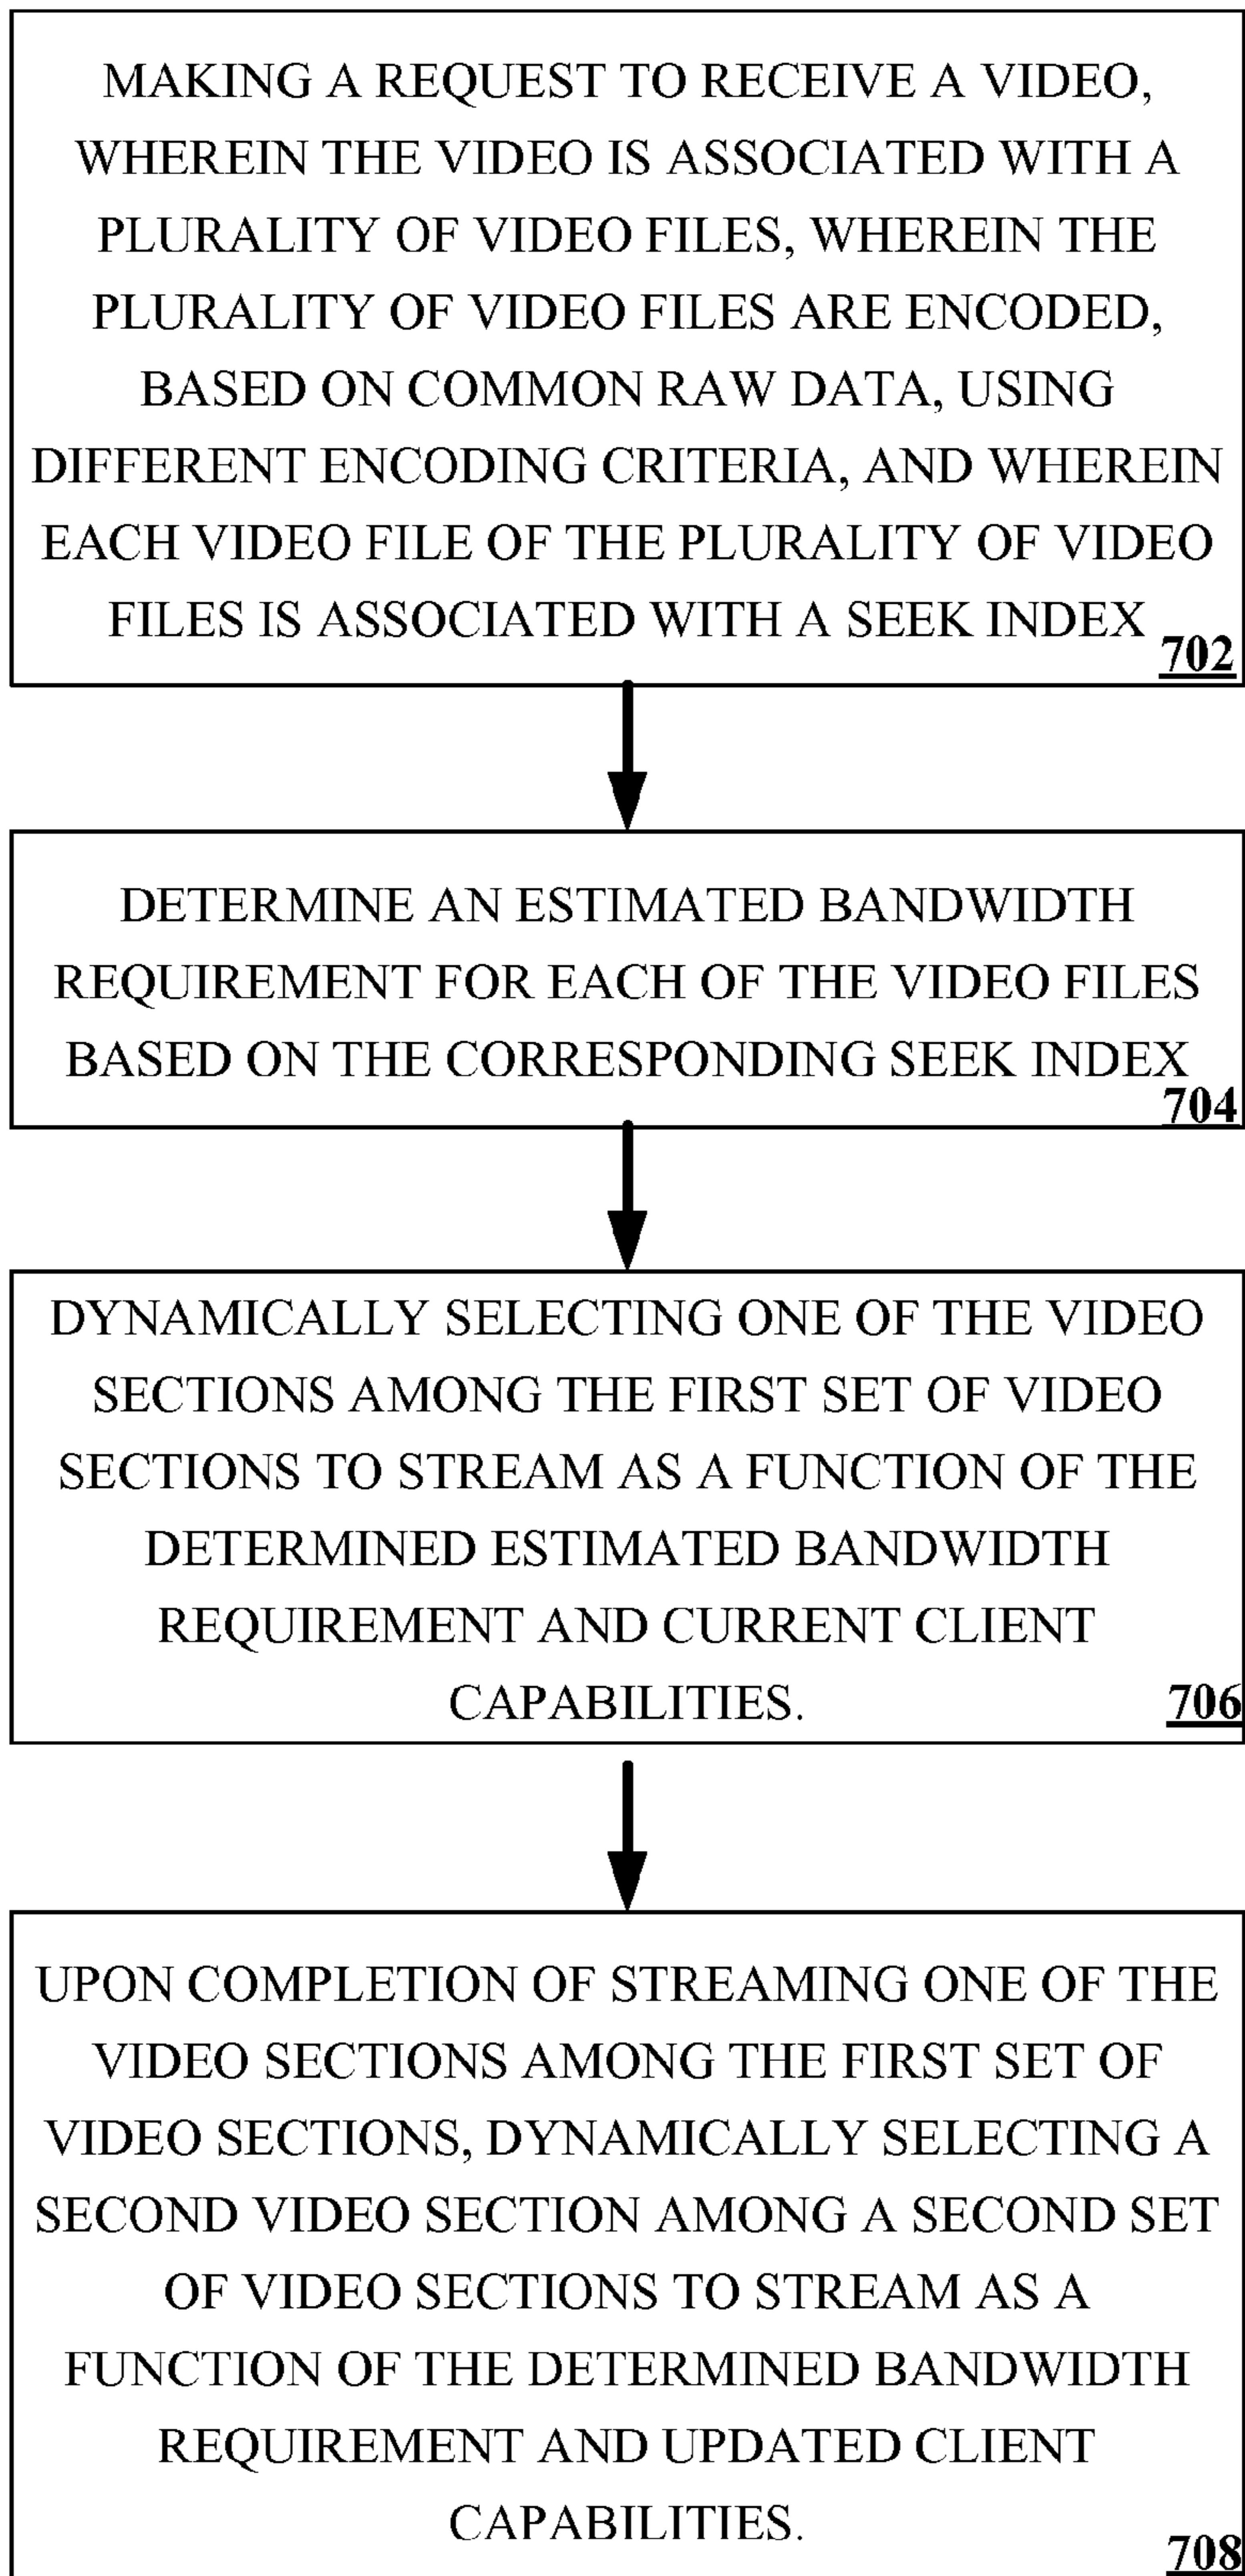 MAKING A REQUEST TO RECEIVE A VIDEO,
WHEREIN THE VIDEO IS ASSOCIATED WITH A
PLURALITY OF VIDEO FILES, WHEREIN THE
PLURALITY OF VIDEO FILES ARE ENCODED,
BASED ON COMMON RAW DATA, USING
DIFFERENT ENCODING CRITERIA, AND WHEREIN
EACH VIDEO FILE OF THE PLURALITY OF VIDEO
FILES IS ASSOCIATED WITH A SEEK INDEX
702
DETERMINE AN ESTIMATED BANDWIDTH
REQUIREMENT FOR EACH OF THE VIDEO FILES
BASED ON THE CORRESPONDING SEEK INDEX
704
DYNAMICALLY SELECTING ONE OF THE VIDEO
SECTIONS AMONG THE FIRST SET OF VIDEO
SECTIONS TO STREAM AS A FUNCTION OF THE
DETERMINED ESTIMATED BANDWIDTH
REQUIREMENT AND CURRENT CLIENT
CAPABILITIES.
706
UPON COMPLETION OF STREAMING ONE OF THE
VIDEO SECTIONS AMONG THE FIRST SET OF
VIDEO SECTIONS, DYNAMICALLY SELECTING A
SECOND VIDEO SECTION AMONG A SECOND SET
OF VIDEO SECTIONS TO STREAM AS A
FUNCTION OF THE DETERMINED BANDWIDTH
REQUIREMENT AND UPDATED CLIENT
CAPABILITIES.
708